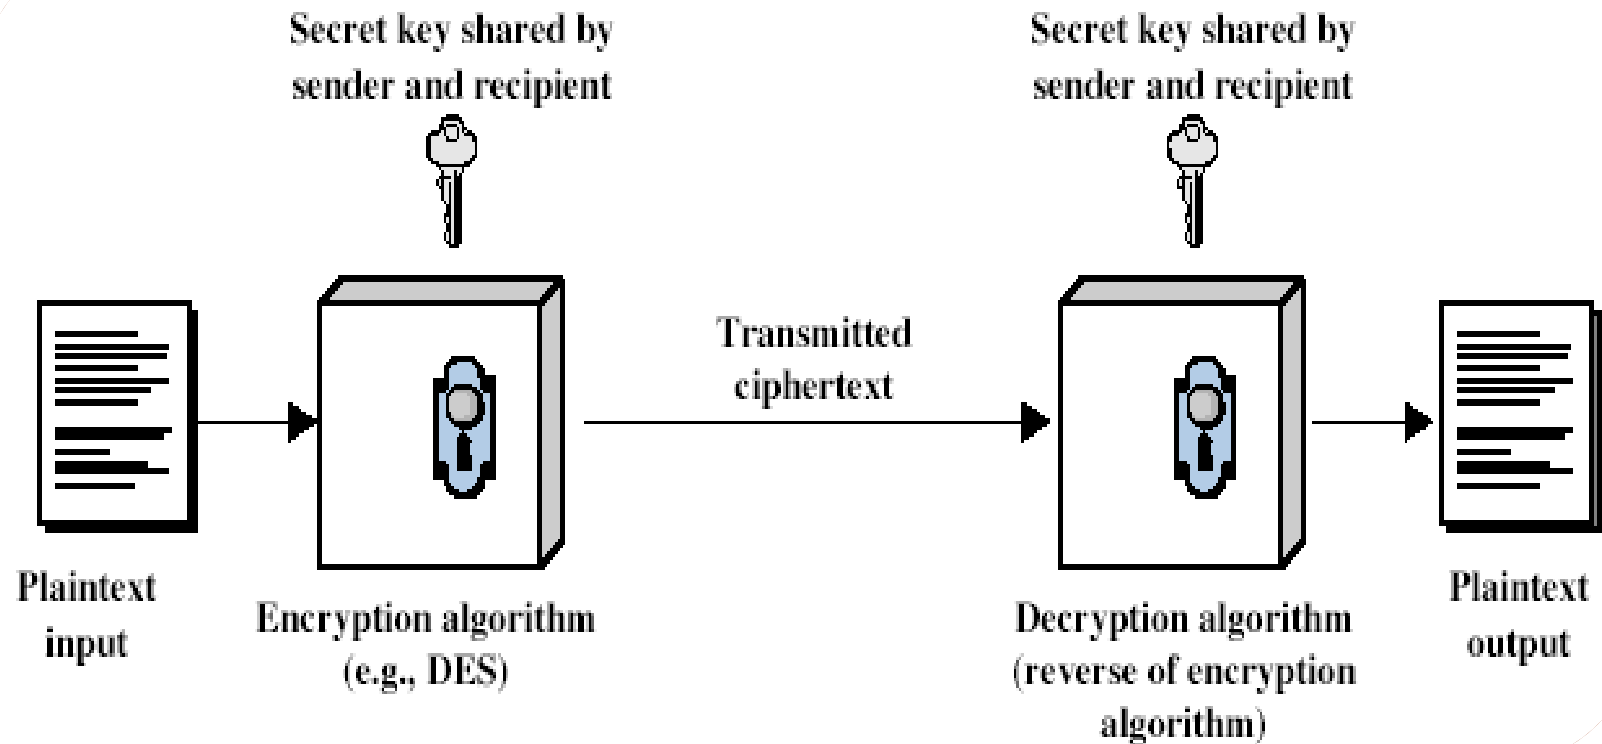 Secret key shared by
sender and recipient
Secret key shared by
sender and recipient
Transmitted
ciphertext
Plaintext
input
Encryption algorithm
(e.g., DES)
Decryption algorithm
(reverse of encryption
algorithm)
Plaintext
output